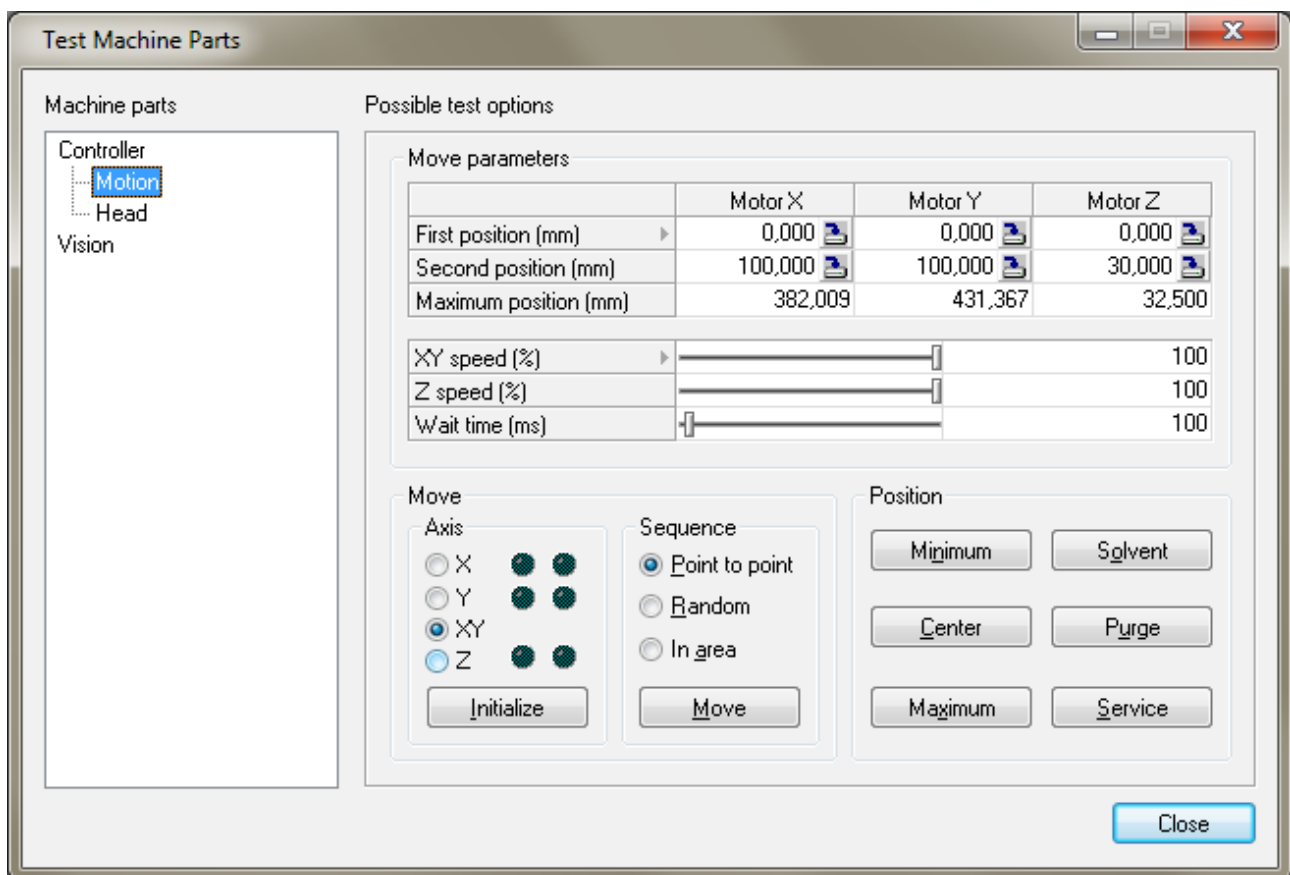 Test Machine Parts
Machine parts
Controller
Motion
Head
Vision
Possible test options
Move parameters
Motor X Motor Y Motor Z
First position (mm) 0,000 0,000 0,000
Second position (mm) 100,000 100,000 30,000
Maximum position (mm) 382,009 431,367 32,500
XY speed (%) 100
Z speed (%) 100
Wait time (ms) 100
Move
Axis
X
Y
XY
Z
Initialize
Sequence
Point to point
Random
In area
Move
Position
Minimum Solvent
Center Purge
Maximum Service
Close